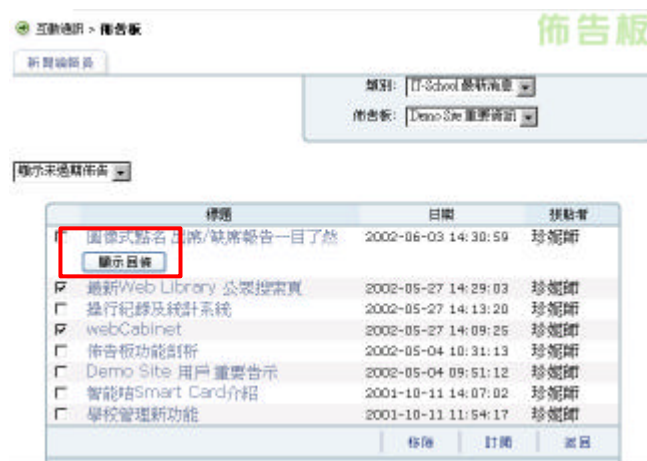 互動通訊 > 佈告板
佈告板
新聞編輯員
類別: IT-School 最新消息
佈告板: Demo Site 重要資訊
顯示未過期佈告
標題 日期 張貼者
圖像式點名 出席/缺席報告一目了然 2002-06-03 14:30:59 珍妮師
顯示回條
最新Web Library 公眾搜索頁 2002-05-27 14:29:03 珍妮師
操行紀錄及統計系統 2002-05-27 14:13:20 珍妮師
webCabinet 2002-05-27 14:09:25 珍妮師
佈告板功能剖析 2002-05-04 10:31:13 珍妮師
Demo Site 用戶重要告示 2002-05-04 09:51:12 珍妮師
智能咭Smart Card介紹 2001-10-11 14:07:02 珍妮師
學校管理新功能 2001-10-11 11:54:17 珍妮師
移除 訂閱 返回